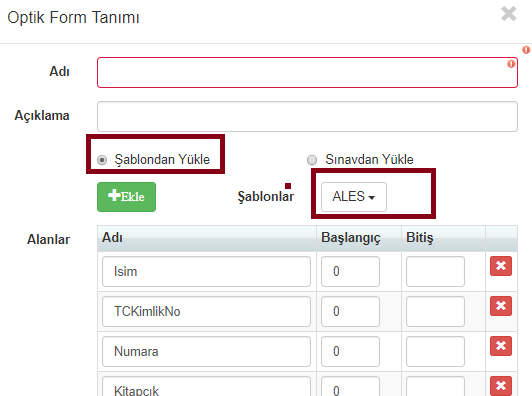 Optik Form Tanımı
Adı
Açıklama
Şablondan Yükle
Sınavdan Yükle
Ekle
Şablonlar
ALES
Alanlar
Adı Başlangıç Bitiş
Isim 0
TCKimlikNo 0
Numara 0
Kitapçık 0